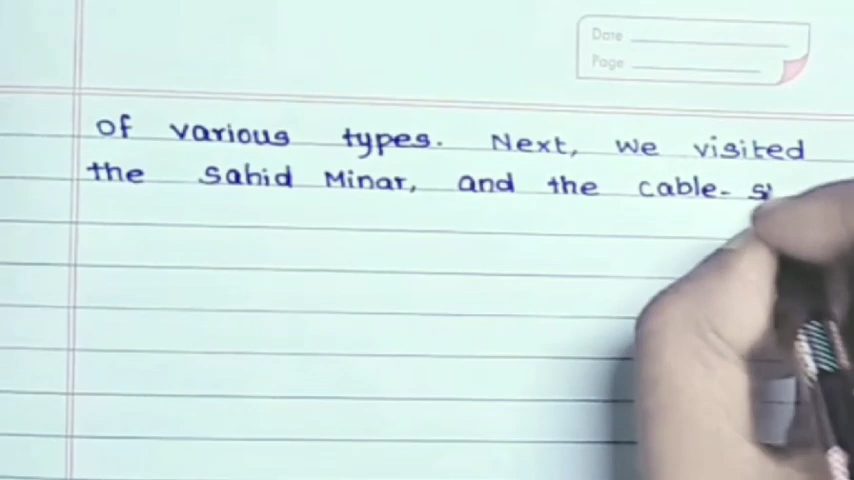 Date
Page
of various types. Next, we visited
the Sahid Minar, and the cable-